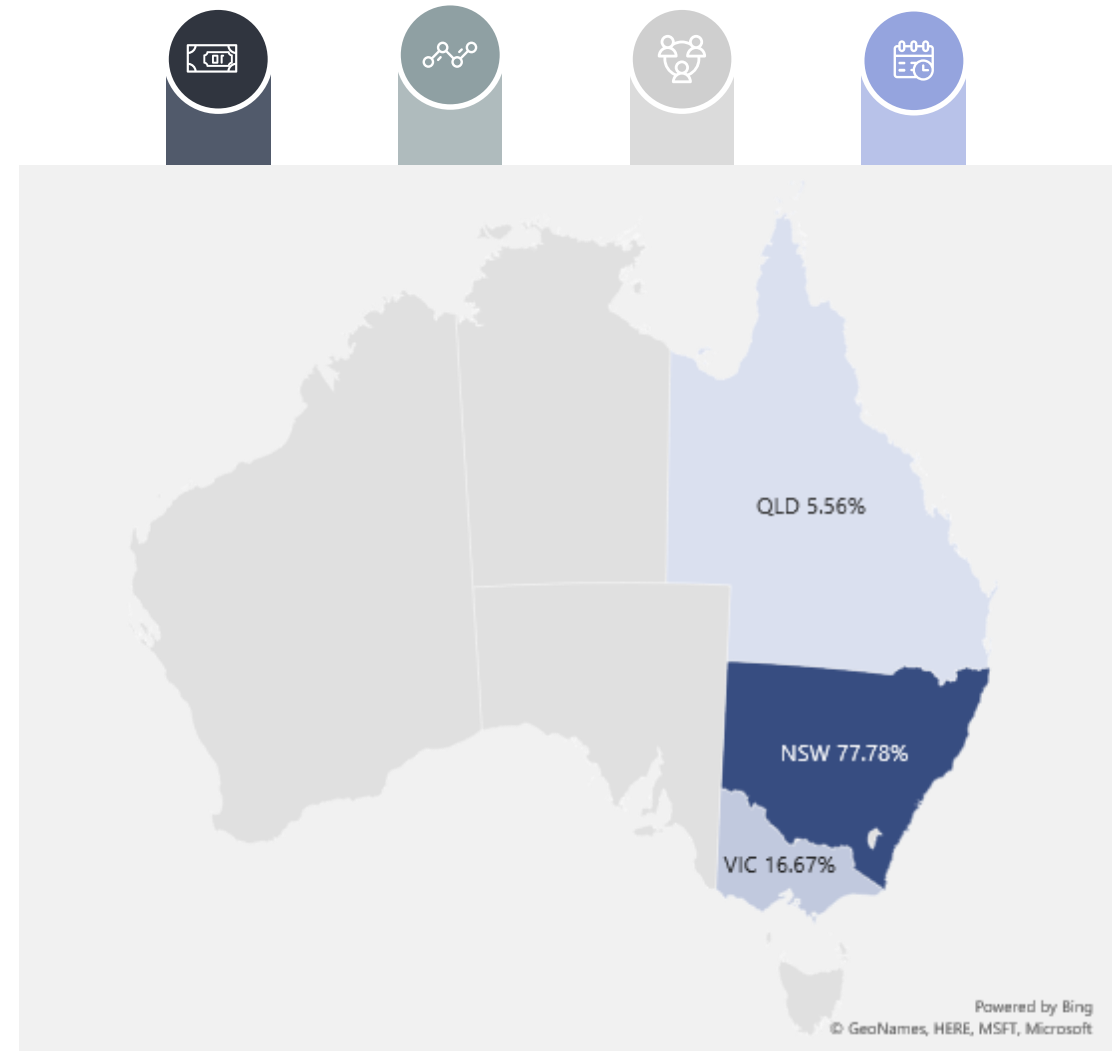 QLD 5.56%
NSW 77.78%
VIC 16.67%
Powered by Bing
© GeoNames, HERE, MSFT, Microsoft